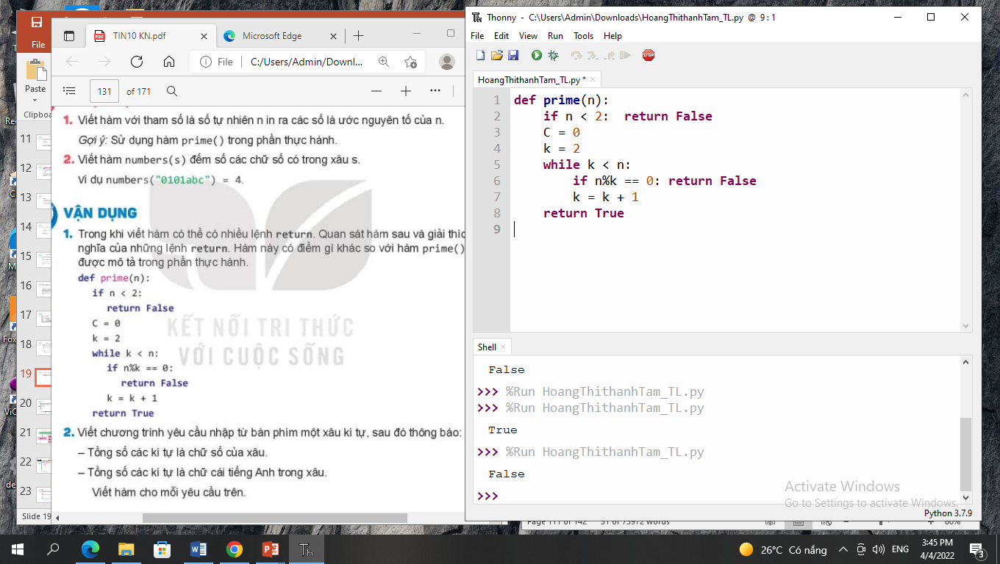 File
Paste
Clipboa
11
12
13
14
15
16
17
18
19
20
21
22
23
Slide 19
TIN10 KN.pdf
Microsoft Edge
File
C:/Users/Admin/Downl...
131 of 171
1. Viết hàm với tham số là số tự nhiên n in ra các số là ước nguyên tố của n.
Gợi ý: Sử dụng hàm prime() trong phần thực hành.
2. Viết hàm numbers(s) đếm số các chữ số có trong xâu s.
Ví dụ numbers("0101abc") = 4.
VẬN DỤNG
1. Trong khi viết hàm có thể có nhiều lệnh return. Quan sát hàm sau và giải thíc
nghĩa của những lệnh return. Hàm này có điểm gì khác so với hàm prime()
được mô tả trong phần thực hành.
def prime(n):
if n < 2:
return False
C = 0
k = 2
while k < n:
if n%k == 0:
return False
k = k + 1
return True
KẾT NỐI TRI THỨC
VỚI CUỘC SỐNG
2. Viết chương trình yêu cầu nhập từ bàn phím một xâu kí tự, sau đó thông báo:
– Tổng số các kí tự là chữ số của xâu.
– Tổng số các kí tự là chữ cái tiếng Anh trong xâu.
Viết hàm cho mỗi yêu cầu trên.
Thonny - C:\Users\Admin\Downloads\HoangThithanhTam_TL.py @ 9:1
File Edit View Run Tools Help
STOP
HoangThithanhTam_TL.py *
1 def prime(n):
2 if n < 2: return False
3 C = 0
4 k = 2
5 while k < n:
6 if n%k == 0: return False
7 k = k + 1
8 return True
9
Shell
False
>>> %Run HoangThithanhTam_TL.py
>>> %Run HoangThithanhTam_TL.py
True
>>> %Run HoangThithanhTam_TL.py
False
>>>
Activate Windows
Go to Settings to activate Windows.
Python 3.7.9
Page 111 of 142 31 of 75972 words
80%
26°C Có nắng
ENG
3:45 PM
4/4/2022
3